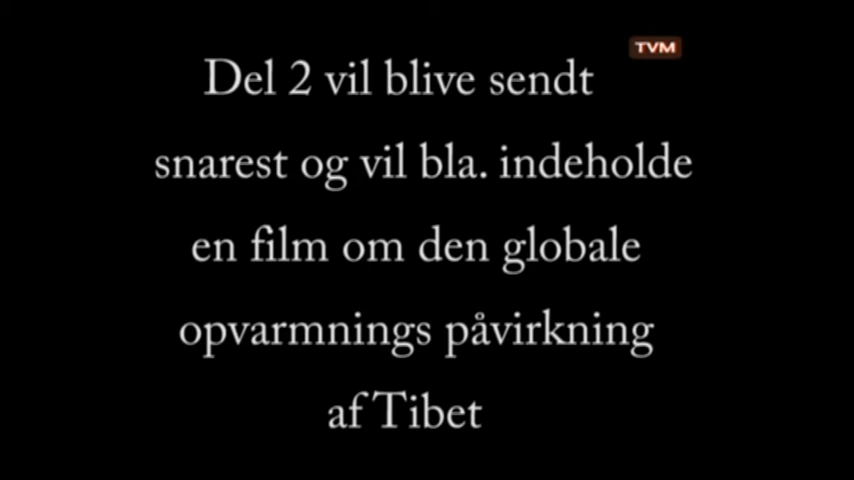 TVM
Del 2 vil blive sendt
snarest og vil bla. indeholde
en film om den globale
opvarmnings påvirkning
af Tibet